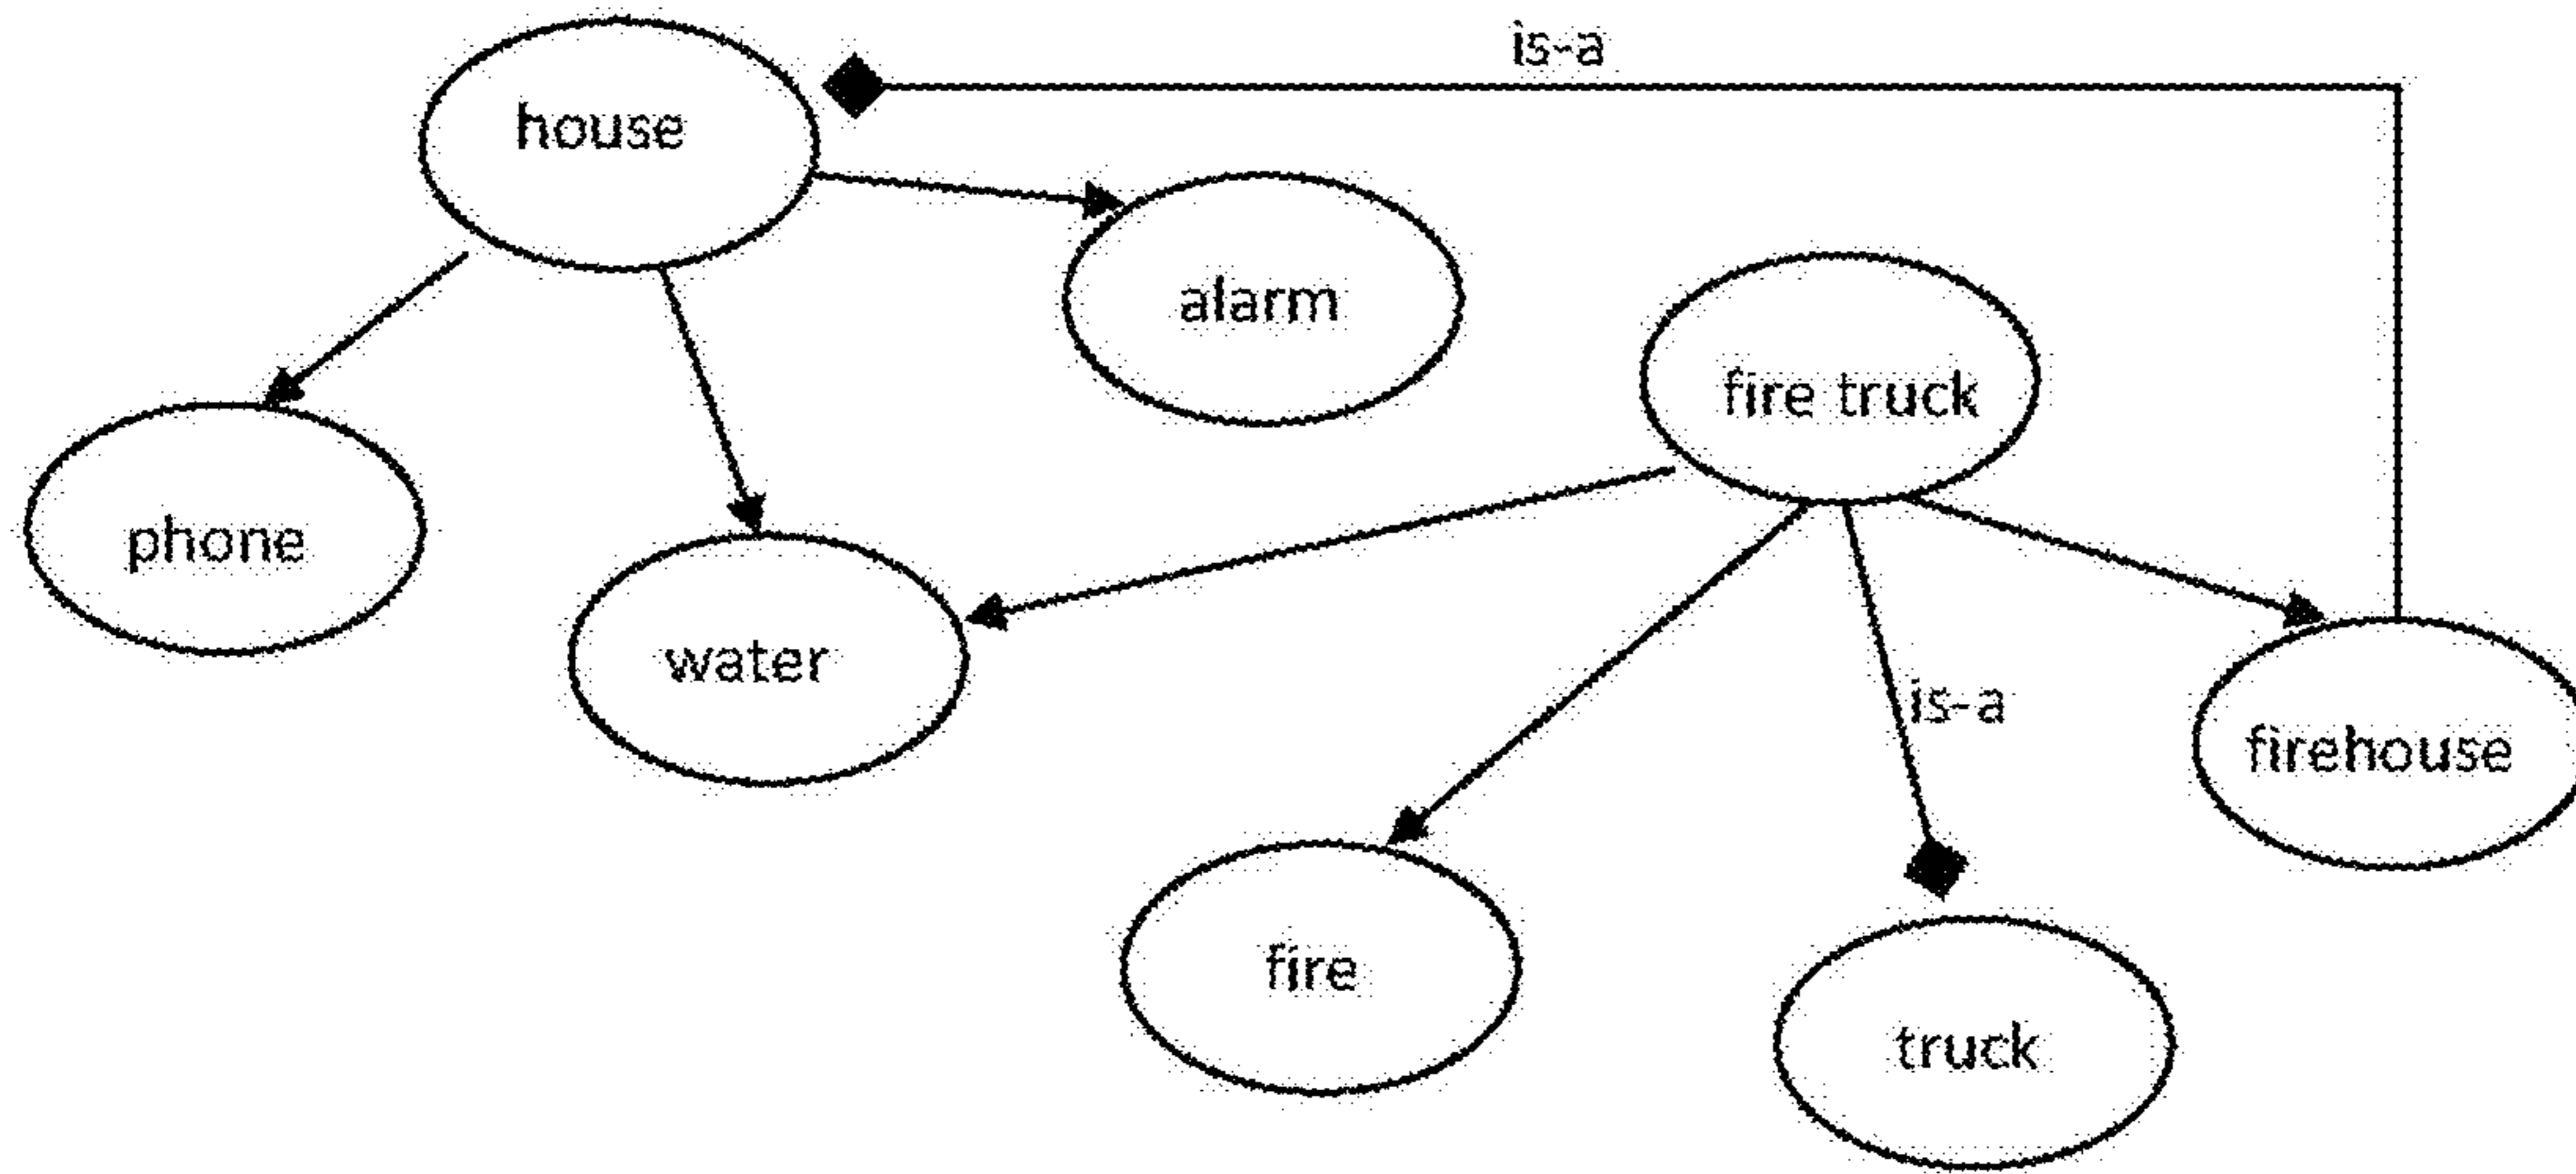 is-a
house
alarm
fire truck
phone
water
is-a
firehouse
fire
truck